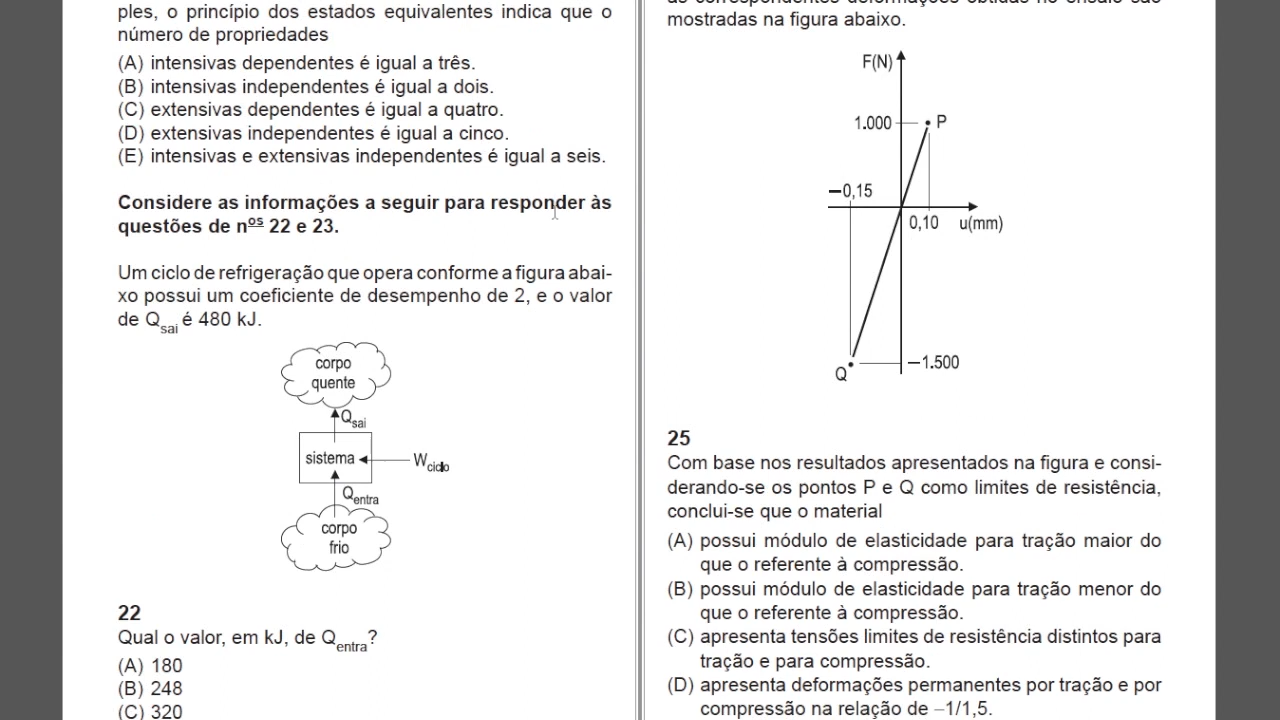 ples, o princípio dos estados equivalentes indica que o
número de propriedades
(A) intensivas dependentes é igual a três.
(B) intensivas independentes é igual a dois.
(C) extensivas dependentes é igual a quatro.
(D) extensivas independentes é igual a cinco.
(E) intensivas e extensivas independentes é igual a seis.
Considere as informações a seguir para responder às
questões de nos 22 e 23.
Um ciclo de refrigeração que opera conforme a figura abai-
xo possui um coeficiente de desempenho de 2, e o valor
de Qsai é 480 kJ.
corpo
quente
Qsai
sistema
Wciclo
Qentra
corpo
frio
22
Qual o valor, em kJ, de Qentra?
(A) 180
(B) 248
(C) 320
as correspondentes deformações obtidas no ensaio são
mostradas na figura abaixo.
F(N)
1.000
P
−0,15
0,10
u(mm)
Q
−1.500
25
Com base nos resultados apresentados na figura e consi-
derando-se os pontos P e Q como limites de resistência,
conclui-se que o material
(A) possui módulo de elasticidade para tração maior do
que o referente à compressão.
(B) possui módulo de elasticidade para tração menor do
que o referente à compressão.
(C) apresenta tensões limites de resistência distintos para
tração e para compressão.
(D) apresenta deformações permanentes por tração e por
compressão na relação de −1/1,5.